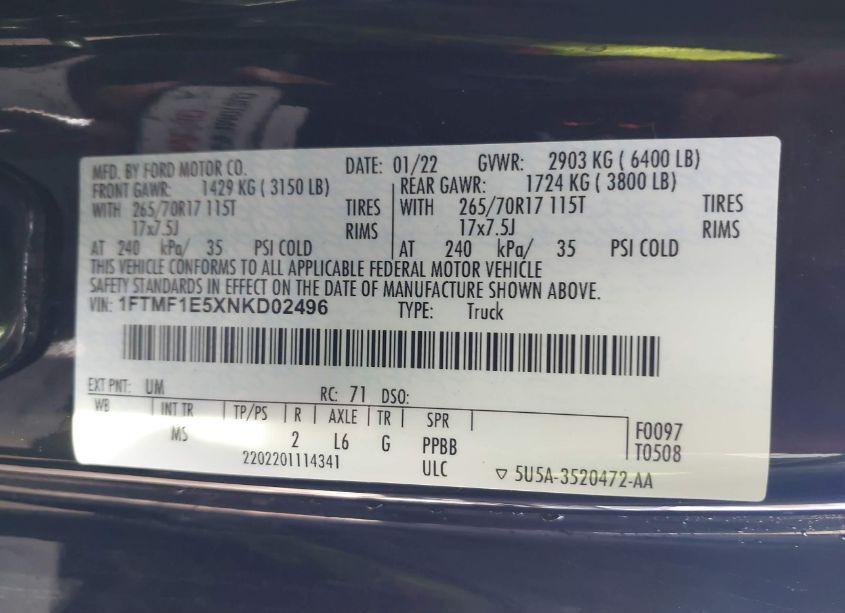 MFD. BY FORD MOTOR CO. DATE: 01/22 GVWR: 2903 KG ( 6400 LB)
FRONT GAWR: 1429 KG ( 3150 LB) REAR GAWR: 1724 KG ( 3800 LB)
WITH 265/70R17 115T TIRES WITH 265/70R17 115T TIRES
17x7.5J RIMS 17x7.5J RIMS
AT 240 kPa/ 35 PSI COLD AT 240 kPa/ 35 PSI COLD
THIS VEHICLE CONFORMS TO ALL APPLICABLE FEDERAL MOTOR VEHICLE
SAFETY STANDARDS IN EFFECT ON THE DATE OF MANUFACTURE SHOWN ABOVE.
VIN: 1FTMF1E5XNKD02496 TYPE: Truck
EXT PNT: UM RC: 71 DSO:
WB INT TR TP/PS R AXLE TR SPR F0097
MS 2 L6 G PPBB T0508
2202201114341 ULC ▽ 5U5A-3520472-AA